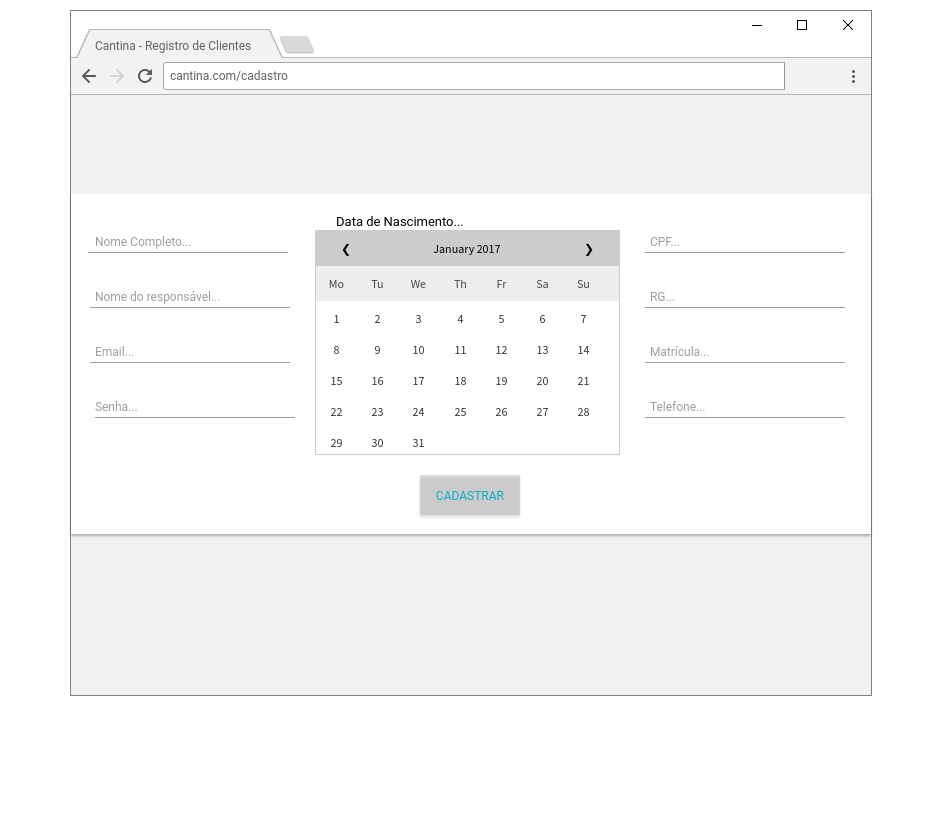 Cantina - Registro de Clientes
cantina.com/cadastro
Data de Nascimento...
Nome Completo...
Nome do responsável...
Email...
Senha...
❮ January 2017 ❯
Mo Tu We Th Fr Sa Su
1 2 3 4 5 6 7
8 9 10 11 12 13 14
15 16 17 18 19 20 21
22 23 24 25 26 27 28
29 30 31
CPF...
RG...
Matrícula...
Telefone...
CADASTRAR